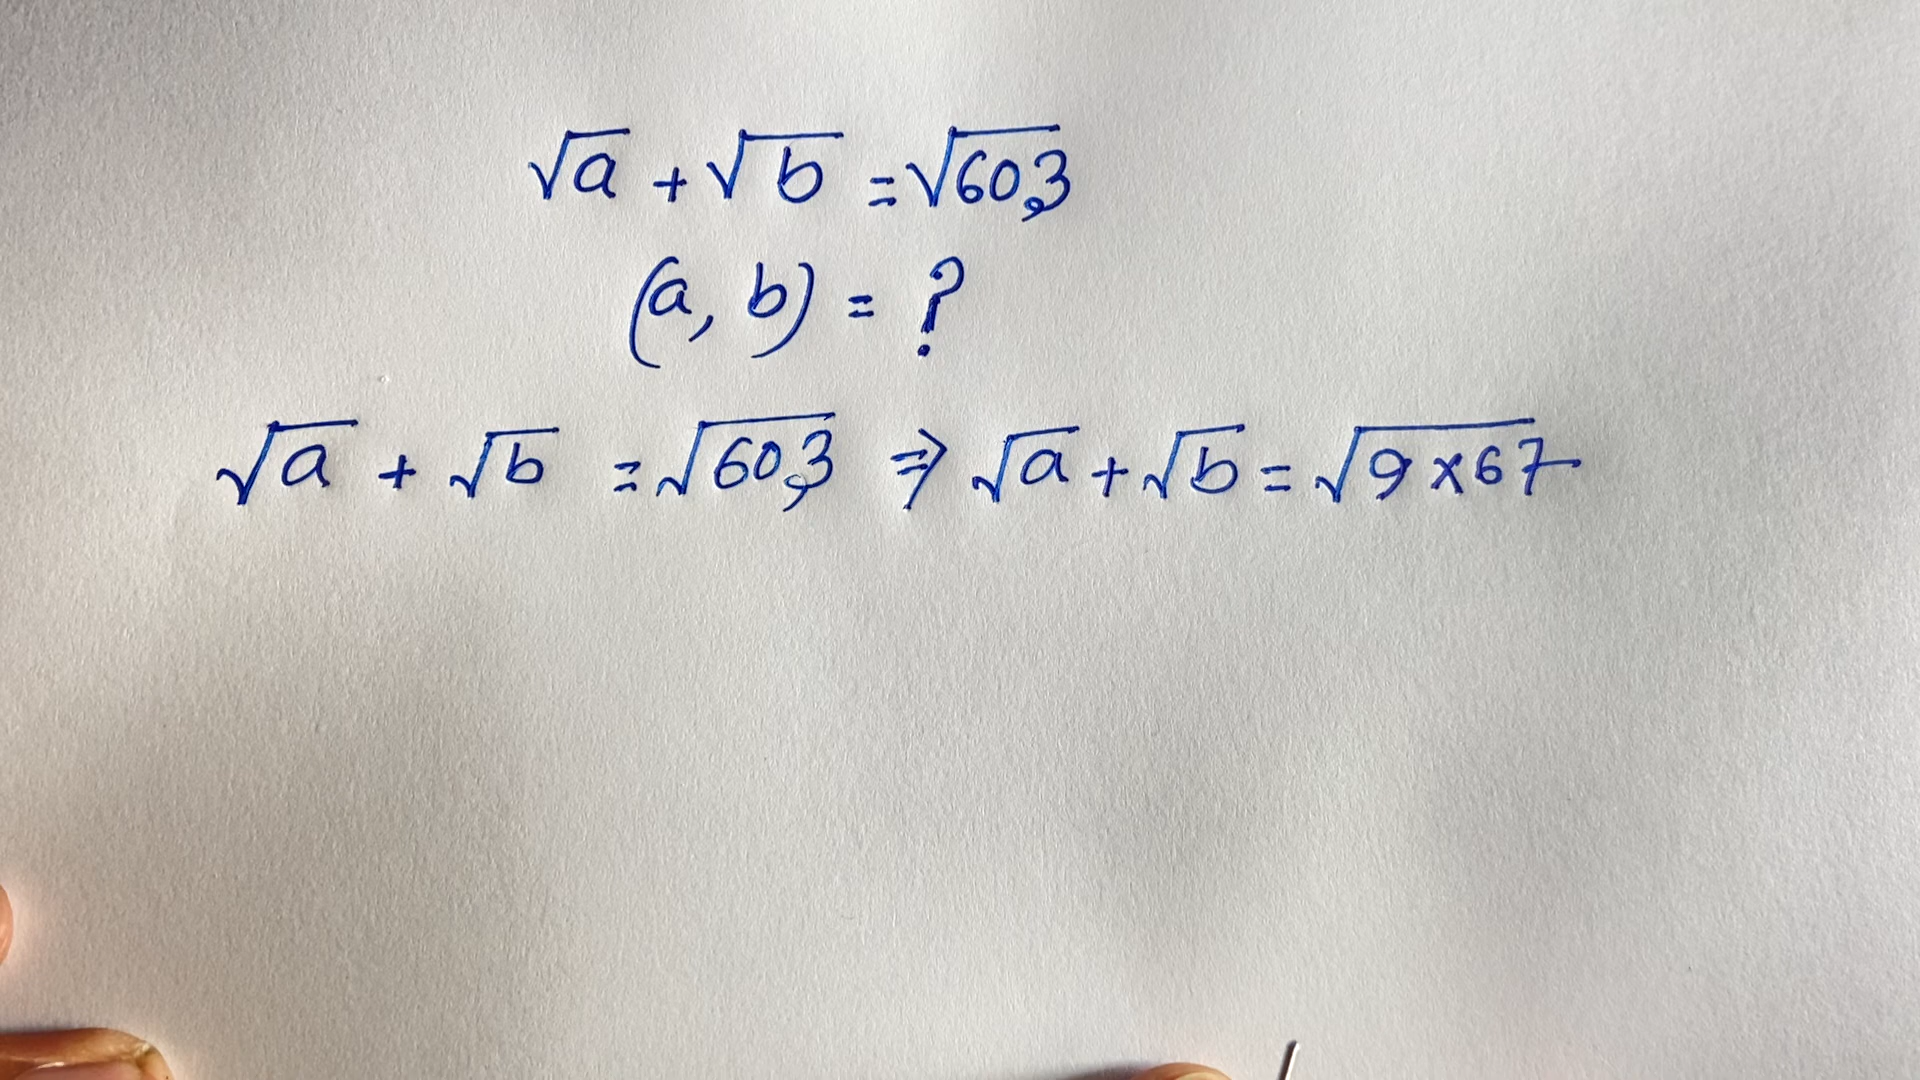 √a + √b = √603
(a, b) = ?
√a + √b = √603 ⇒ √a + √b = √9×67